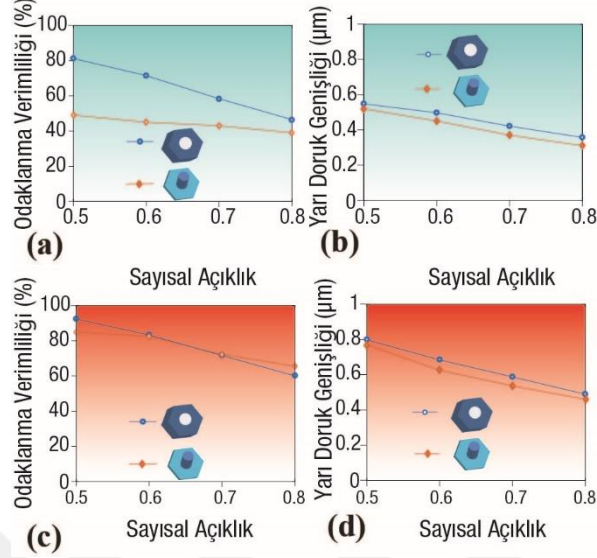 Odaklanma Verimliliği (%)
100
80
60
40
20
0
0.5 0.6 0.7 0.8
(a)
Sayısal Açıklık
Yarı Doruk Genişliği (µm)
1
0.8
0.6
0.4
0.2
0
0.5 0.6 0.7 0.8
(b)
Sayısal Açıklık
Odaklanma Verimliliği (%)
100
80
60
40
20
0
0.5 0.6 0.7 0.8
(c)
Sayısal Açıklık
Yarı Doruk Genişliği (µm)
1
0.8
0.6
0.4
0.2
0
0.5 0.6 0.7 0.8
(d)
Sayısal Açıklık